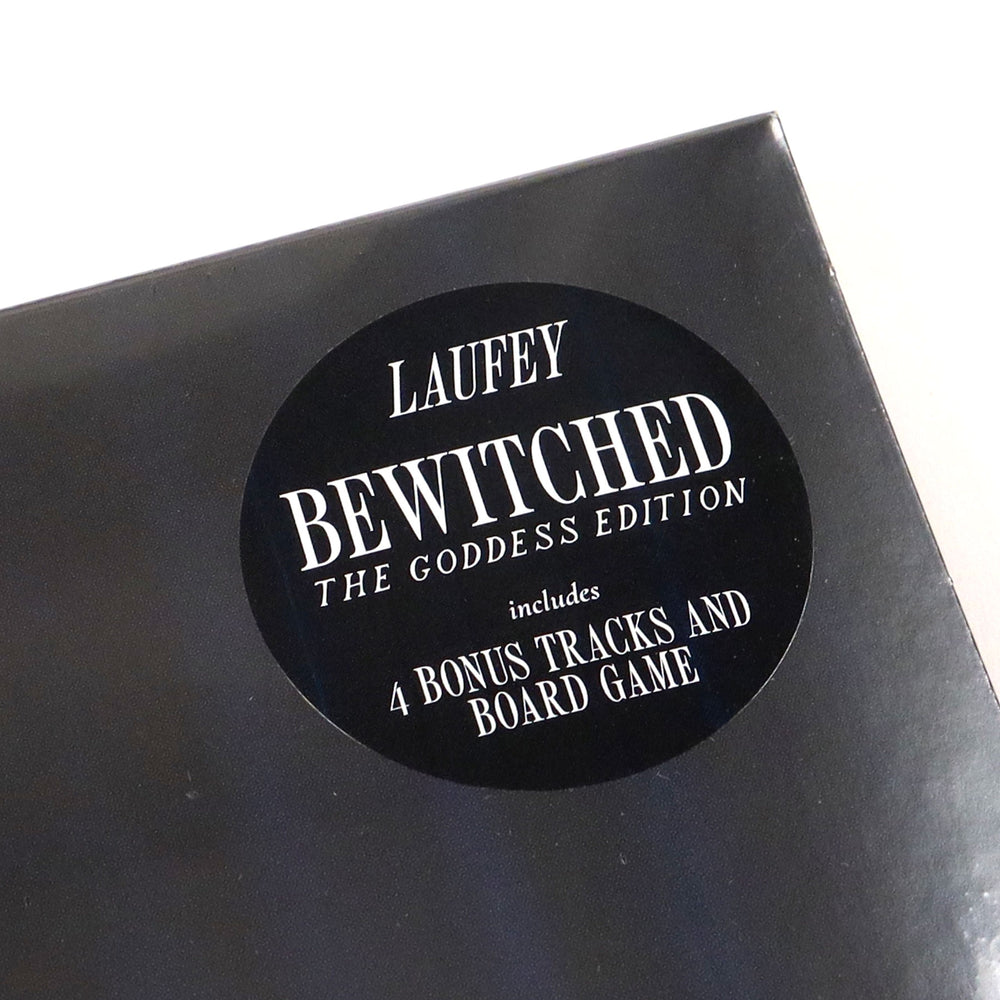 LAUFEY
BEWITCHED
THE GODDESS EDITION
includes
4 BONUS TRACKS AND
BOARD GAME